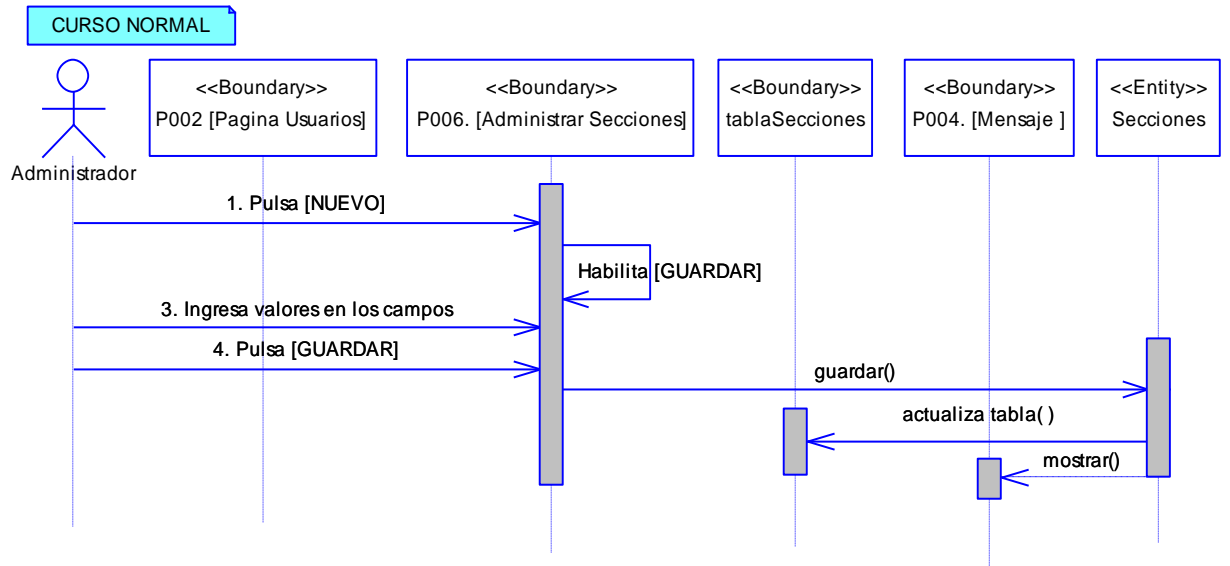 CURSO NORMAL
<<Boundary>>
P002 [Pagina Usuarios]
<<Boundary>>
P006. [Administrar Secciones]
<<Boundary>>
tablaSecciones
<<Boundary>>
P004. [Mensaje ]
<<Entity>>
Secciones
Administrador
1. Pulsa [NUEVO]
Habilita [GUARDAR]
3. Ingresa valores en los campos
4. Pulsa [GUARDAR]
guardar()
actualiza tabla( )
mostrar()